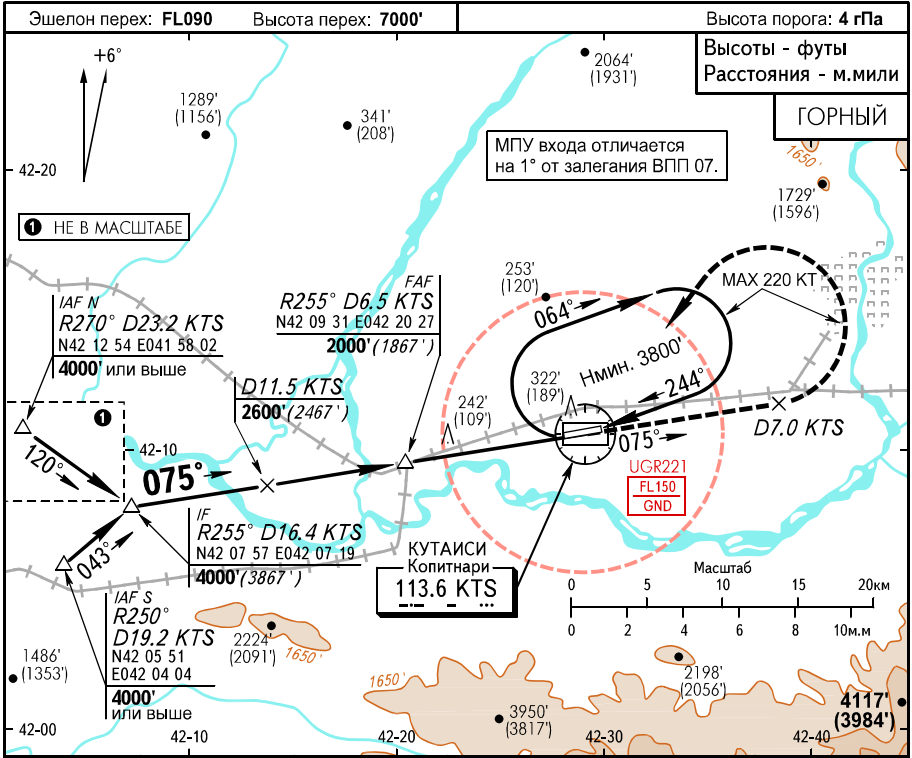 Эшелон перех: FL090 Высота перех: 7000' Высота порога: 4 гПа
Высоты - футы
Расстояния - м.мили
ГОРНЫЙ
+6°
2064'
(1931')
1289'
(1156')
341'
(208')
МПУ входа отличается
на 1° от залегания ВПП 07.
1650'
42-20
1729'
(1596')
❶ НЕ В МАСШТАБЕ
253'
(120')
MAX 220 КТ
IAF N
R270° D23.2 KTS
N42 12 54 E041 58 02
4000' или выше
FAF
R255° D6.5 KTS
N42 09 31 E042 20 27
2000' (1867')
064°
Hмин. 3800'
D11.5 KTS
2600' (2467')
322'
(189')
244°
242'
(109')
❶
075°
D7.0 KTS
42-10
120°
075°
UGR221
FL150
GND
IF
R255° D16.4 KTS
N42 07 57 E042 07 19
4000' (3867')
043°
КУТАИСИ
Копитнари
113.6 KTS
Масштаб
0 5 10 15 20км
0 2 4 6 8 10м.м
IAF S
R250°
D19.2 KTS
N42 05 51
E042 04 04
4000'
или выше
2224'
(2091')
1650'
1486'
(1353')
2198'
(2056')
1650'
4117'
(3984')
3950'
(3817')
42-00
42-10
42-20
42-30
42-40